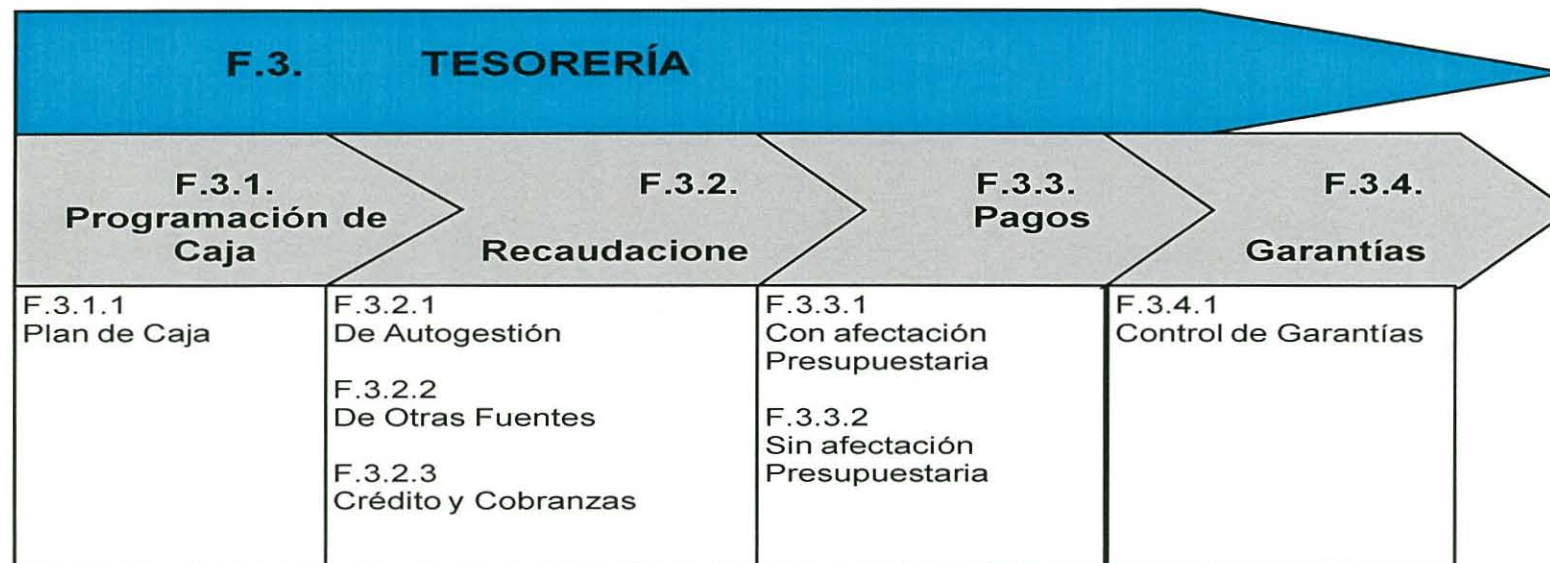 F.3. TESORERÍA
F.3.1.
Programación de
Caja
F.3.2.
Recaudacione
F.3.3.
Pagos
F.3.4.
Garantías
F.3.1.1
Plan de Caja
F.3.2.1
De Autogestión
F.3.2.2
De Otras Fuentes
F.3.2.3
Crédito y Cobranzas
F.3.3.1
Con afectación
Presupuestaria
F.3.3.2
Sin afectación
Presupuestaria
F.3.4.1
Control de Garantías